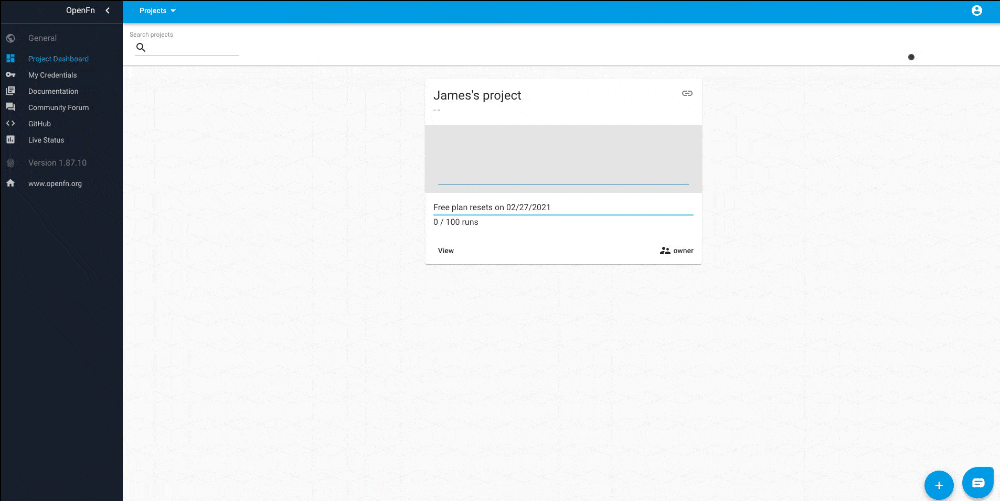 OpenFn
Projects
General
Project Dashboard
My Credentials
Documentation
Community Forum
GitHub
Live Status
Version 1.87.10
www.openfn.org
Search projects
James's project
- -
Free plan resets on 02/27/2021
0 / 100 runs
View
owner